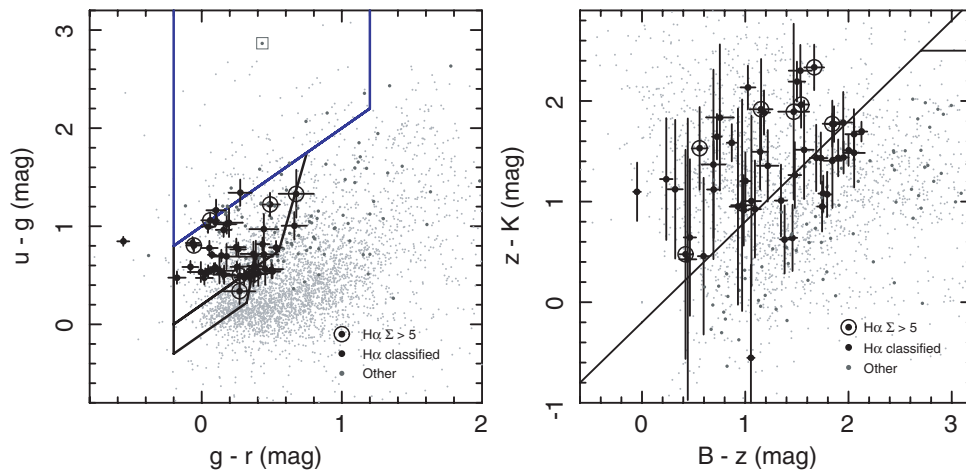 3
2
1
0
u - g (mag)
Hα Σ > 5
Hα classified
Other
0
1
2
g - r (mag)
2
1
0
-1
z - K (mag)
Hα Σ > 5
Hα classified
Other
0
1
2
3
B - z (mag)